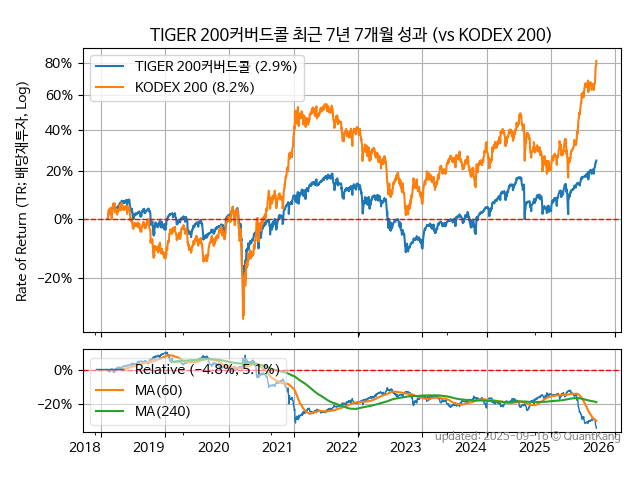 TIGER 200커버드콜 최근 7년 7개월 성과 (vs KODEX 200)
Rate of Return (TR: 배당재투자, Log)
80%
60%
40%
20%
0%
−20%
TIGER 200커버드콜 (2.9%)
KODEX 200 (8.2%)
0%
−20%
Relative (−4.8%, 5.1%)
MA(60)
MA(240)
2018 2019 2020 2021 2022 2023 2024 2025 2026
updated: 2025-09-16 © QuantKang